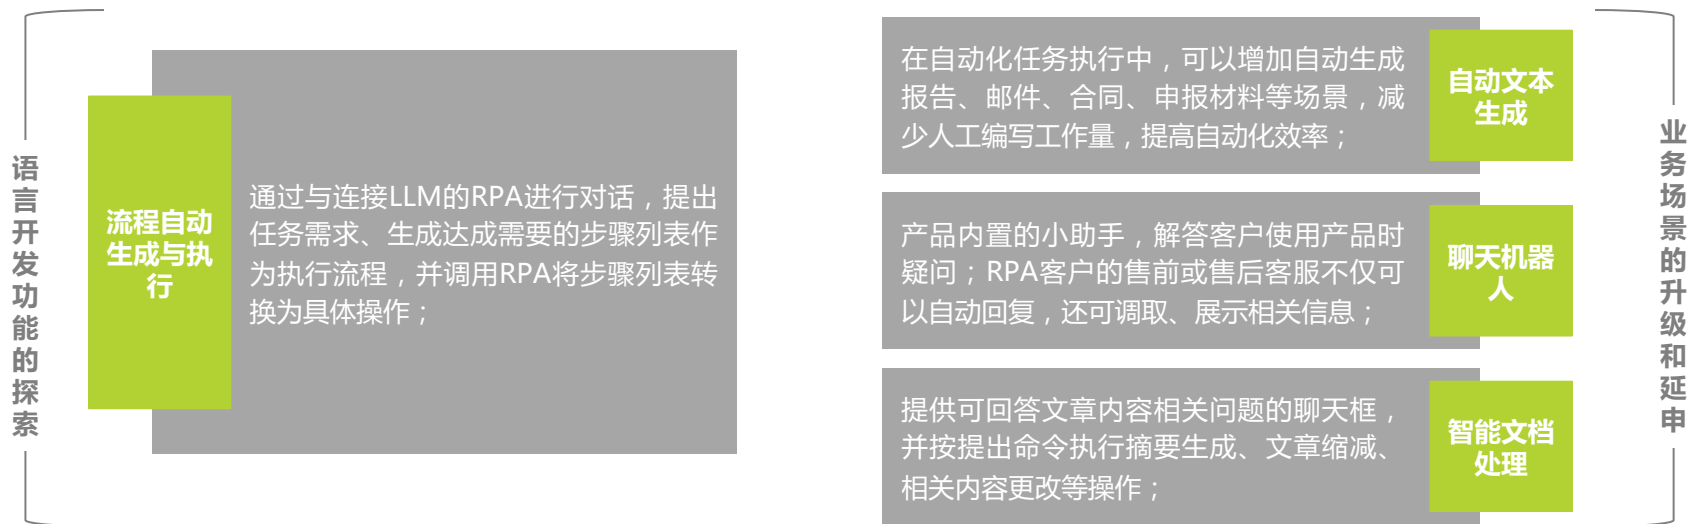 语言开发功能的探索
流程自动
生成与执
行
通过与连接LLM的RPA进行对话，提出
任务需求、生成达成需要的步骤列表作
为执行流程，并调用RPA将步骤列表转
换为具体操作；
在自动化任务执行中，可以增加自动生成
报告、邮件、合同、申报材料等场景，减
少人工编写工作量，提高自动化效率；
自动文本
生成
产品内置的小助手，解答客户使用产品时
疑问；RPA客户的售前或售后客服不仅可
以自动回复，还可调取、展示相关信息；
聊天机器
人
提供可回答文章内容相关问题的聊天框，
并按提出命令执行摘要生成、文章缩减、
相关内容更改等操作；
智能文档
处理
业务场景的升级和延申